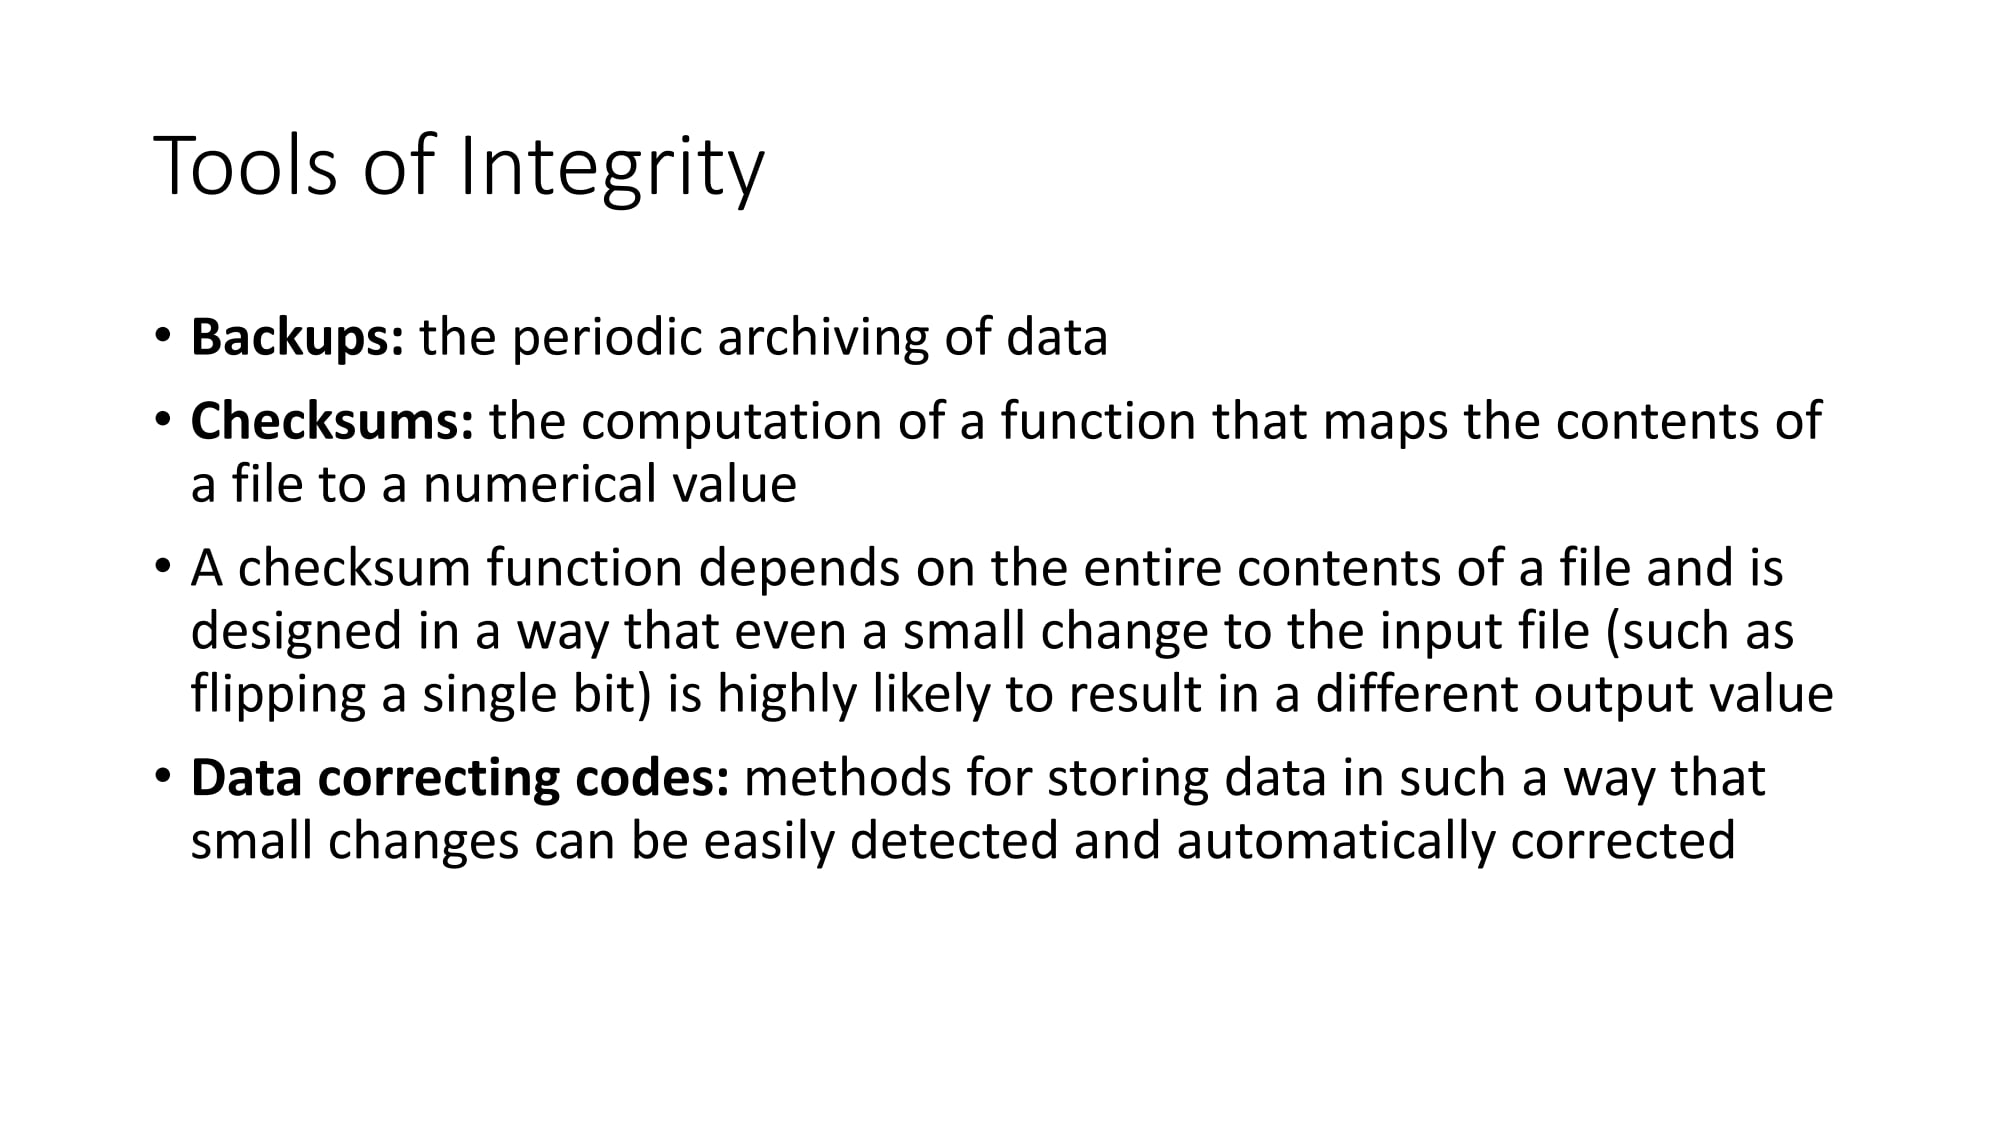 Tools of Integrity
• Backups: the periodic archiving of data
• Checksums: the computation of a function that maps the contents of
a file to a numerical value
• A checksum function depends on the entire contents of a file and is
designed in a way that even a small change to the input file (such as
flipping a single bit) is highly likely to result in a different output value
• Data correcting codes: methods for storing data in such a way that
small changes can be easily detected and automatically corrected